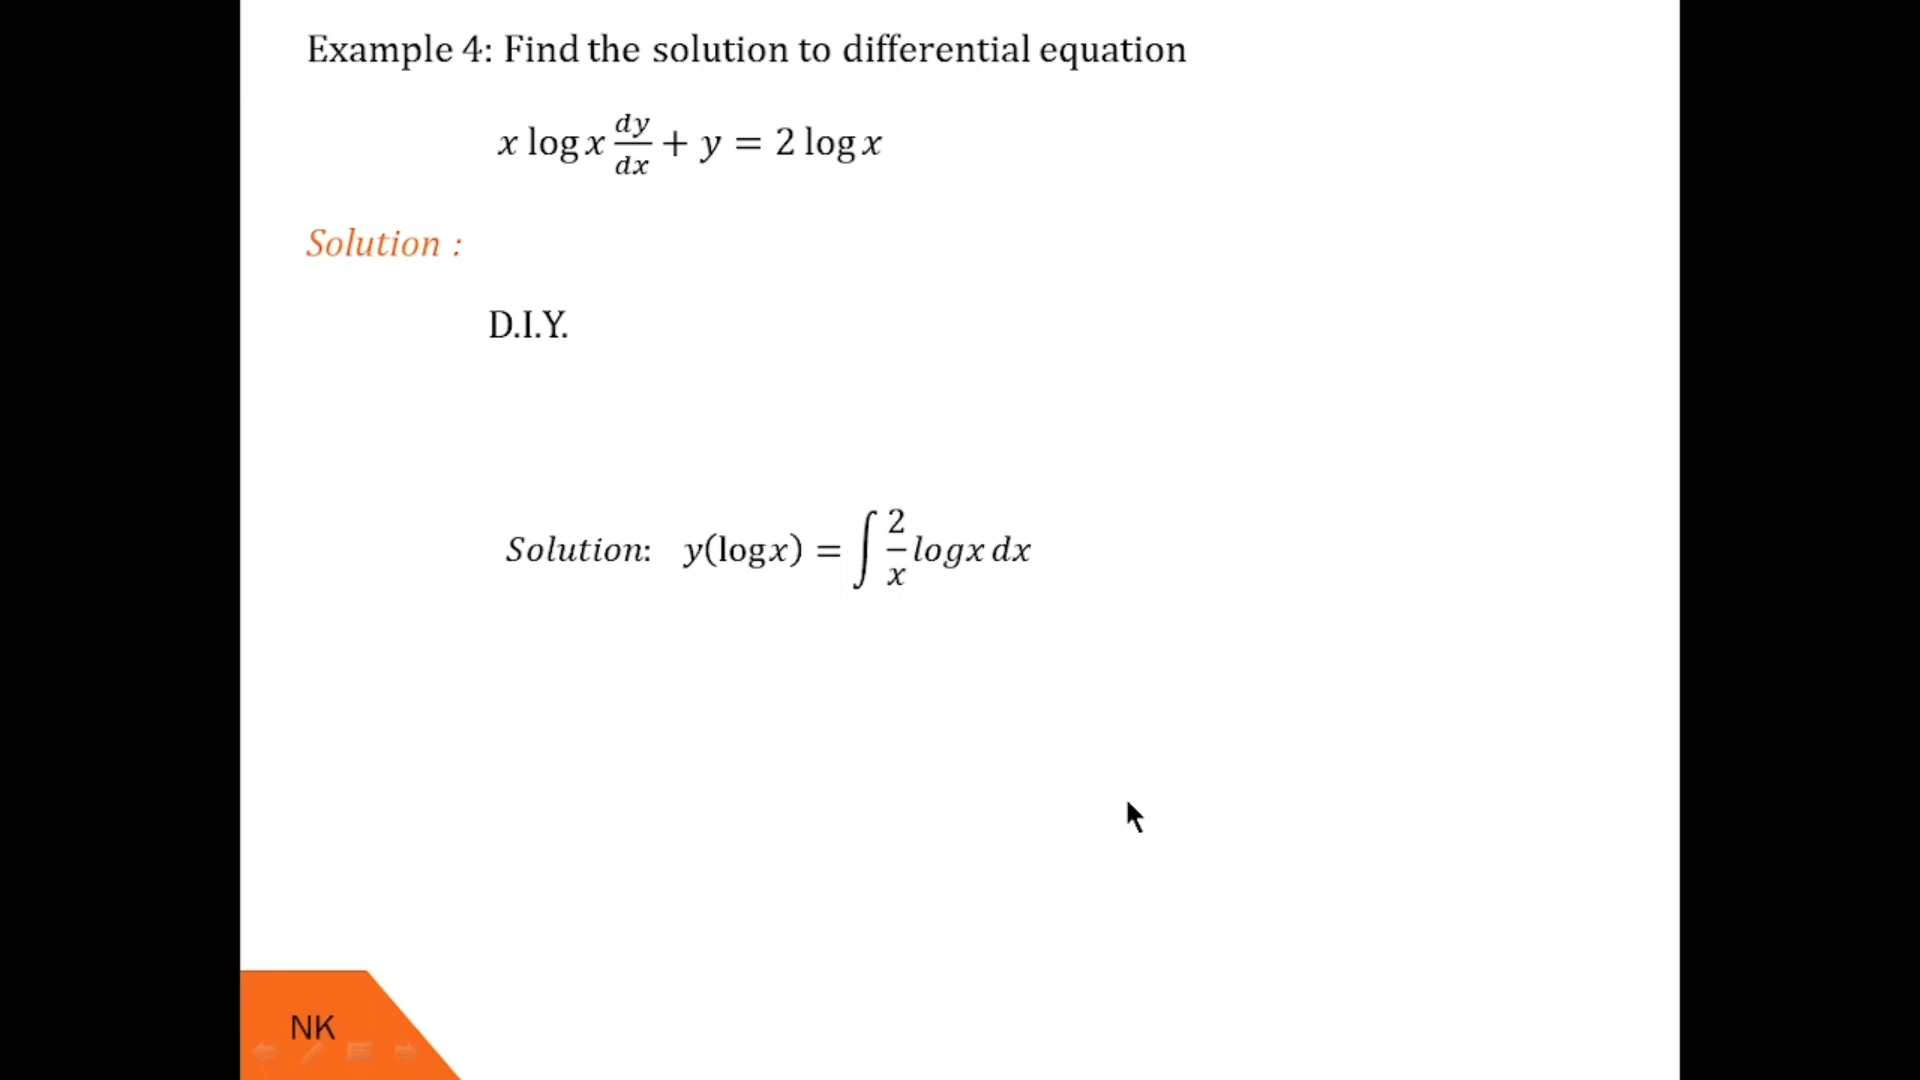 Example 4: Find the solution to differential equation
x log x dy/dx + y = 2 log x
Solution :
D.I.Y.
Solution: y(log x) = ∫ 2/x logx dx
NK